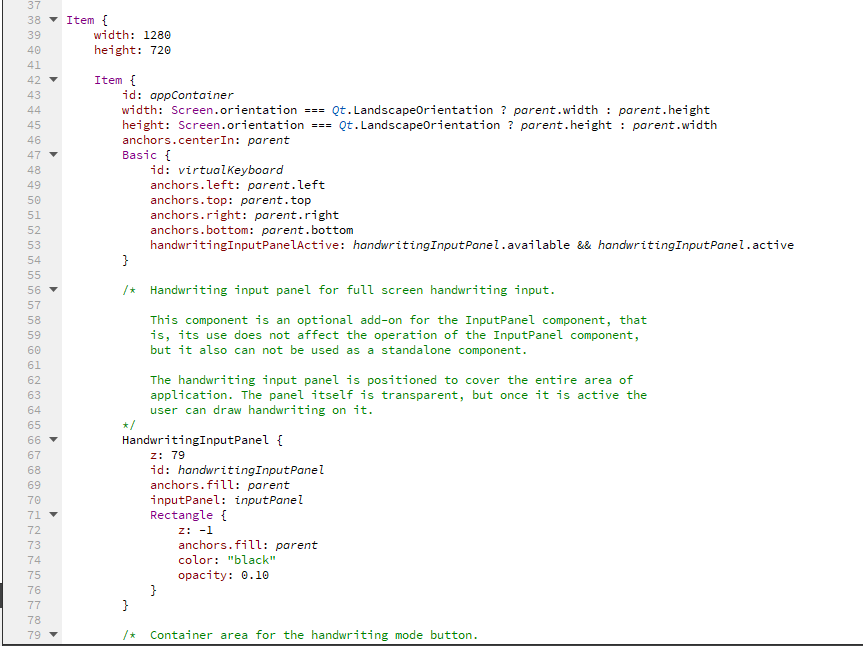 37
38 Item {
39 width: 1280
40 height: 720
41
42 Item {
43 id: appContainer
44 width: Screen.orientation === Qt.LandscapeOrientation ? parent.width : parent.height
45 height: Screen.orientation === Qt.LandscapeOrientation ? parent.height : parent.width
46 anchors.centerIn: parent
47 Basic {
48 id: virtualKeyboard
49 anchors.left: parent.left
50 anchors.top: parent.top
51 anchors.right: parent.right
52 anchors.bottom: parent.bottom
53 handwritingInputPanelActive: handwritingInputPanel.available && handwritingInputPanel.active
54 }
55
56 /* Handwriting input panel for full screen handwriting input.
57
58 This component is an optional add-on for the InputPanel component, that
59 is, its use does not affect the operation of the InputPanel component,
60 but it also can not be used as a standalone component.
61
62 The handwriting input panel is positioned to cover the entire area of
63 application. The panel itself is transparent, but once it is active the
64 user can draw handwriting on it.
65 */
66 HandwritingInputPanel {
67 z: 79
68 id: handwritingInputPanel
69 anchors.fill: parent
70 inputPanel: inputPanel
71 Rectangle {
72 z: -1
73 anchors.fill: parent
74 color: "black"
75 opacity: 0.10
76 }
77 }
78
79 /* Container area for the handwriting mode button.